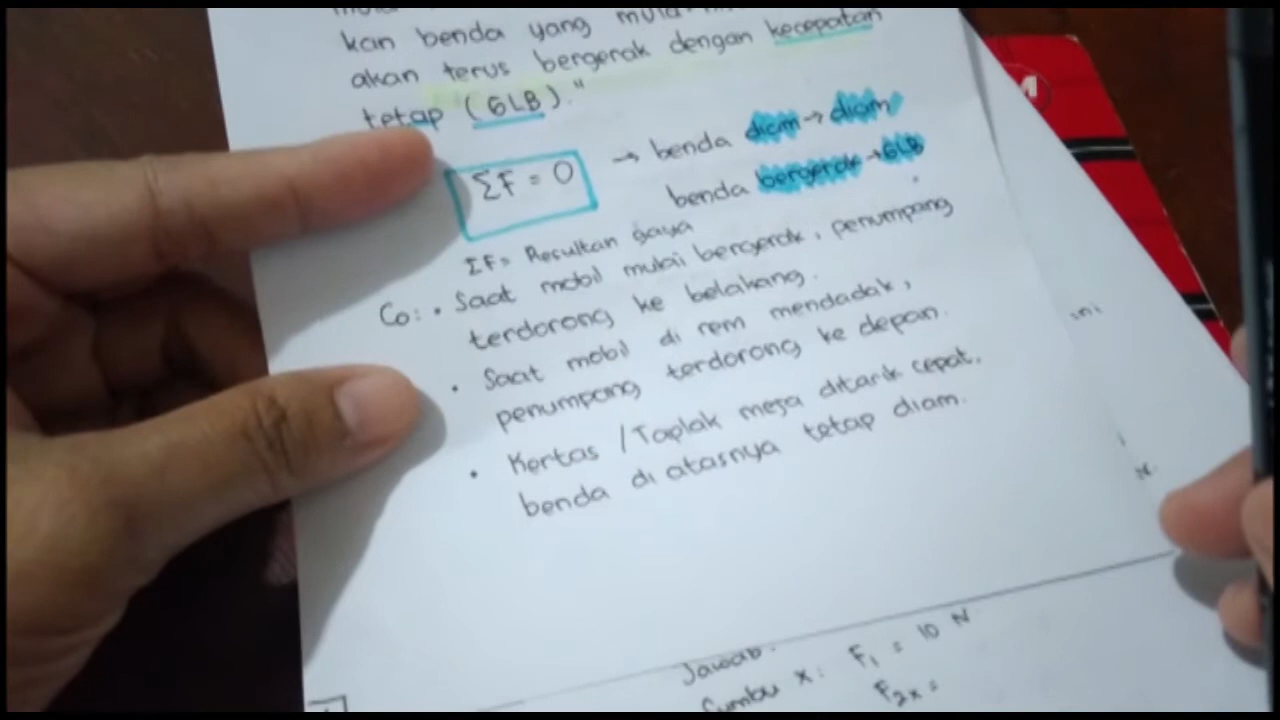 kan benda yang mula-
akan terus bergerak dengan kecepatan
tetap (GLB)."
ΣF = 0
→ benda diam → diam
benda bergerak → GLB
ΣF = Resultan gaya
Co: • Saat mobil mulai bergerak, penumpang
terdorong ke belakang.
• Saat mobil di rem mendadak,
penumpang terdorong ke depan.
• Kertas / Taplak meja ditarik cepat,
benda di atasnya tetap diam.
ini
Jawab:
Sumbu x: F₁ = 10 N
F₂ₓ =